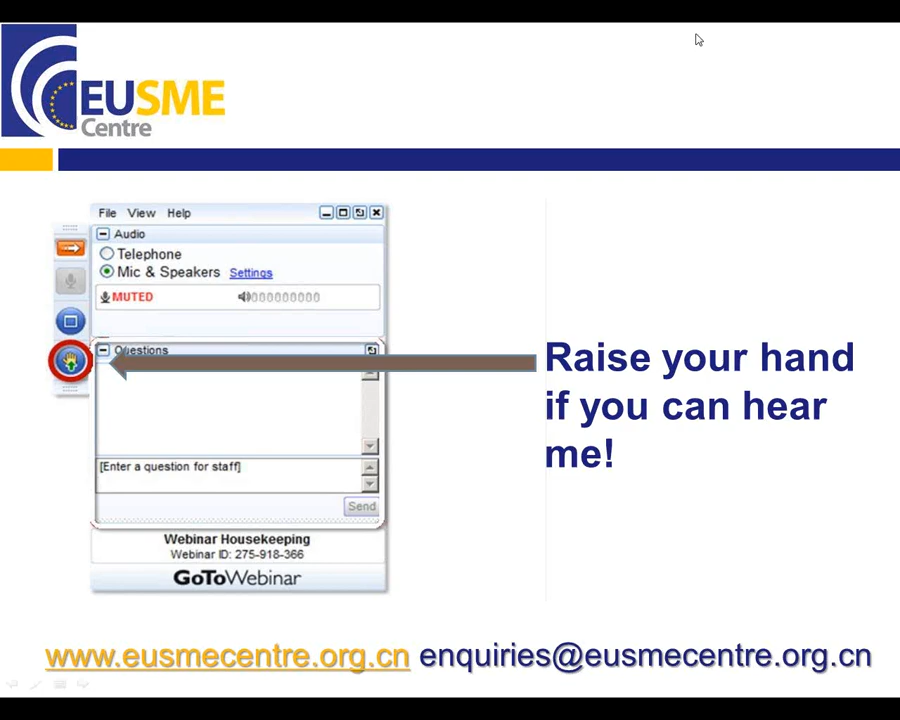 EUSME
Centre
File View Help
Audio
Telephone
Mic & Speakers Settings
MUTED
Questions
[Enter a question for staff]
Send
Webinar Housekeeping
Webinar ID: 275-918-366
GoToWebinar
Raise your hand
if you can hear
me!
www.eusmecentre.org.cn enquiries@eusmecentre.org.cn